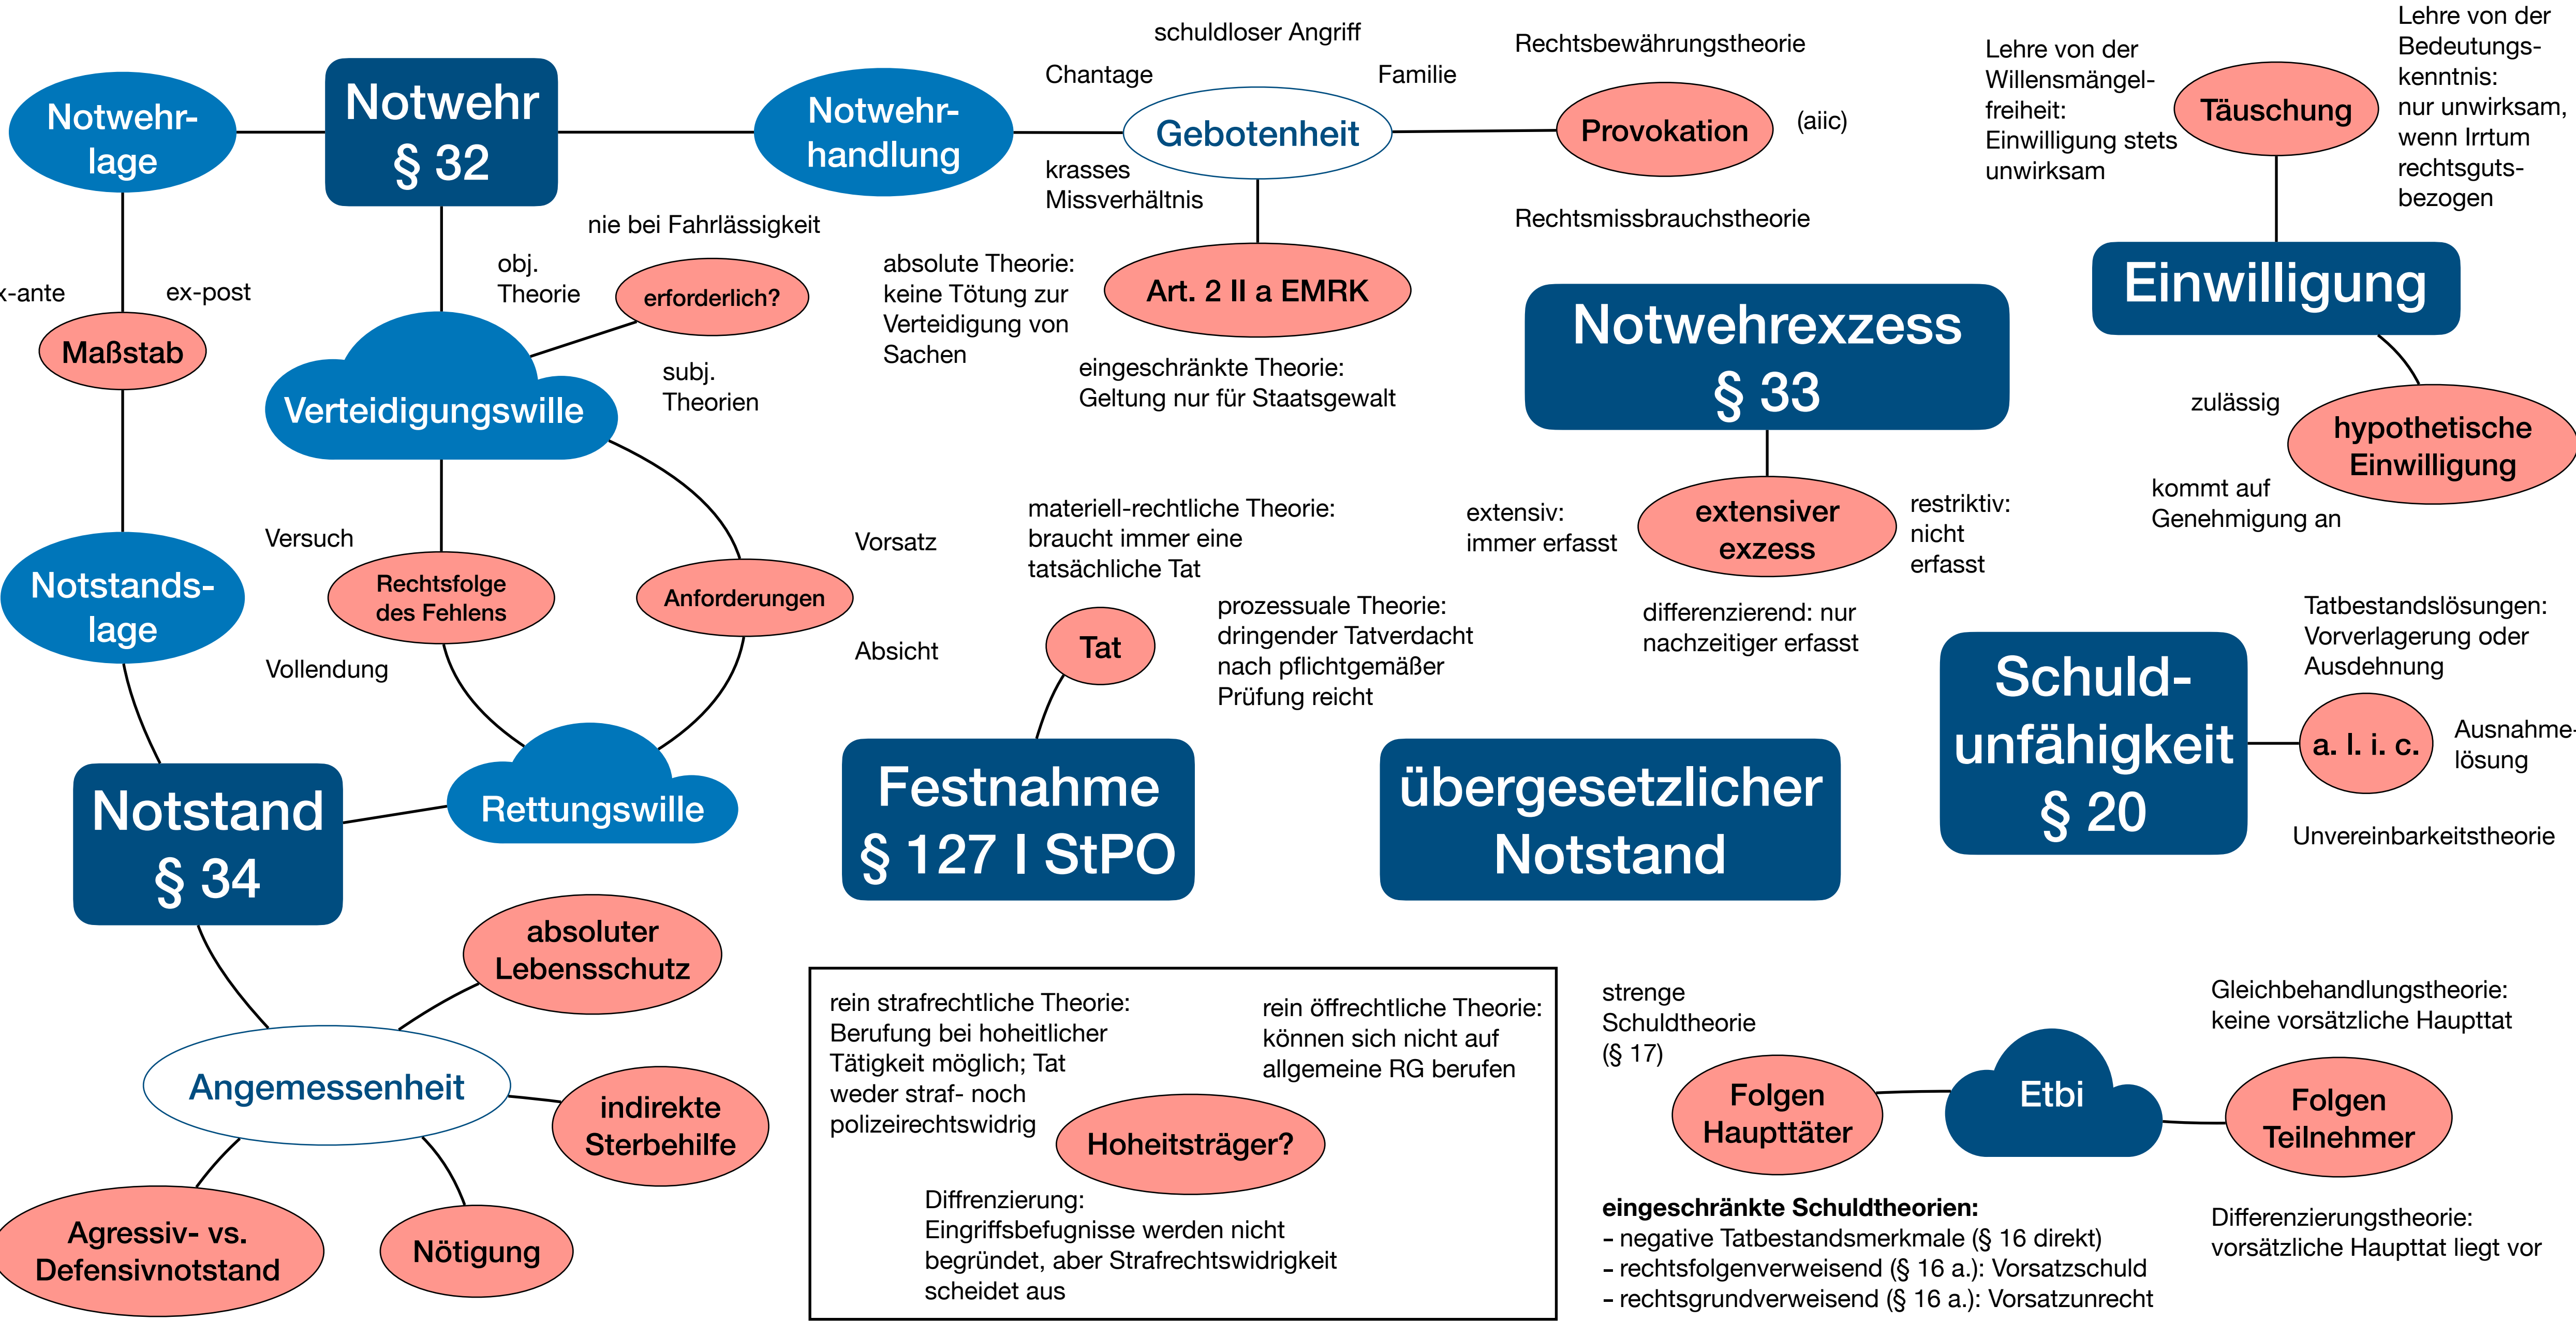 Notwehr-
lage
Notwehr
§ 32
Notwehr-
handlung
schuldloser Angriff
Chantage
Familie
Gebotenheit
krasses
Missverhältnis
Rechtsbewährungstheorie
Provokation
(aiic)
Rechtsmissbrauchstheorie
Lehre von der
Willensmängel-
freiheit:
Einwilligung stets
unwirksam
Täuschung
Lehre von der
Bedeutungs-
kenntnis:
nur unwirksam,
wenn Irrtum
rechtsguts-
bezogen
Einwilligung
zulässig
hypothetische
Einwilligung
kommt auf
Genehmigung an
x-ante
ex-post
Maßstab
nie bei Fahrlässigkeit
obj.
Theorie
erforderlich?
subj.
Theorien
Verteidigungswille
absolute Theorie:
keine Tötung zur
Verteidigung von
Sachen
Art. 2 II a EMRK
eingeschränkte Theorie:
Geltung nur für Staatsgewalt
Notwehrexzess
§ 33
extensiv:
immer erfasst
extensiver
exzess
restriktiv:
nicht
erfasst
differenzierend: nur
nachzeitiger erfasst
Notstands-
lage
Versuch
Rechtsfolge
des Fehlens
Vollendung
Vorsatz
Anforderungen
Absicht
materiell-rechtliche Theorie:
braucht immer eine
tatsächliche Tat
Tat
prozessuale Theorie:
dringender Tatverdacht
nach pflichtgemäßer
Prüfung reicht
Tatbestandslösungen:
Vorverlagerung oder
Ausdehnung
Schuld-
unfähigkeit
§ 20
a. l. i. c.
Ausnahme-
lösung
Unvereinbarkeitstheorie
Notstand
§ 34
Rettungswille
Festnahme
§ 127 I StPO
übergesetzlicher
Notstand
absoluter
Lebensschutz
Angemessenheit
indirekte
Sterbehilfe
Agressiv- vs.
Defensivnotstand
Nötigung
rein strafrechtliche Theorie:
Berufung bei hoheitlicher
Tätigkeit möglich; Tat
weder straf- noch
polizeirechtswidrig
rein öffrechtliche Theorie:
können sich nicht auf
allgemeine RG berufen
Hoheitsträger?
Diffrenzierung:
Eingriffsbefugnisse werden nicht
begründet, aber Strafrechtswidrigkeit
scheidet aus
strenge
Schuldtheorie
(§ 17)
Folgen
Haupttäter
Etbi
Gleichbehandlungstheorie:
keine vorsätzliche Haupttat
Folgen
Teilnehmer
eingeschränkte Schuldtheorien:
- negative Tatbestandsmerkmale (§ 16 direkt)
- rechtsfolgenverweisend (§ 16 a.): Vorsatzschuld
- rechtsgrundverweisend (§ 16 a.): Vorsatzunrecht
Differenzierungstheorie:
vorsätzliche Haupttat liegt vor